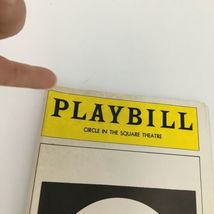 PLAYBILL
CIRCLE IN THE SQUARE THEATRE